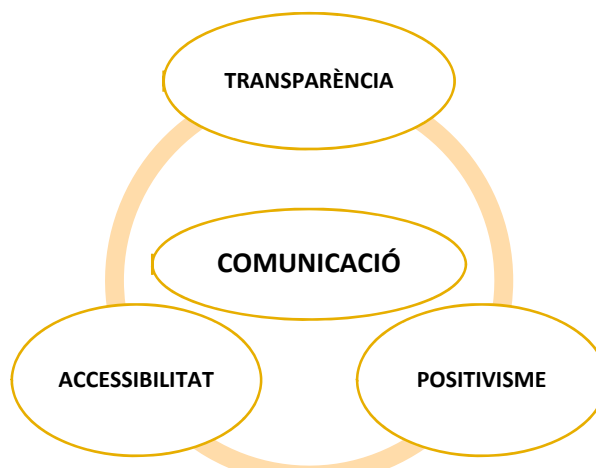 TRANSPARÈNCIA
COMUNICACIÓ
ACCESSIBILITAT
POSITIVISME